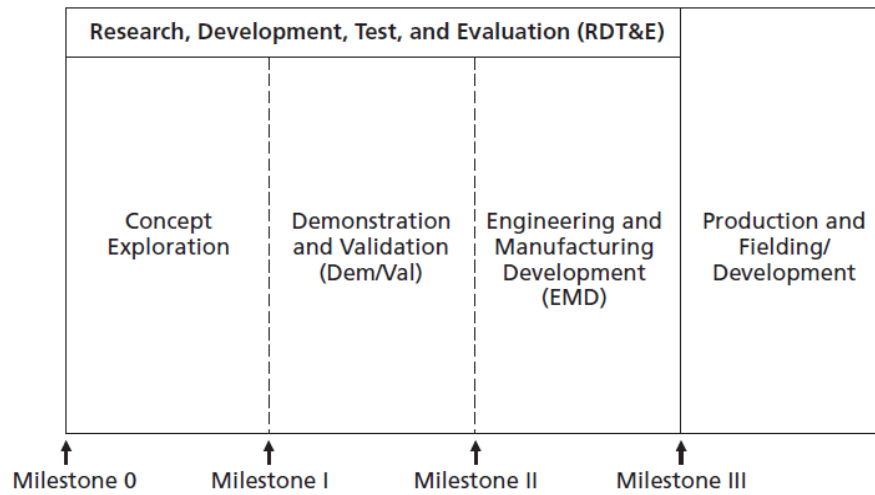 Research, Development, Test, and Evaluation (RDT&E)
Concept
Exploration
Demonstration
and Validation
(Dem/Val)
Engineering and
Manufacturing
Development
(EMD)
Production and
Fielding/
Development
Milestone 0
Milestone I
Milestone II
Milestone III